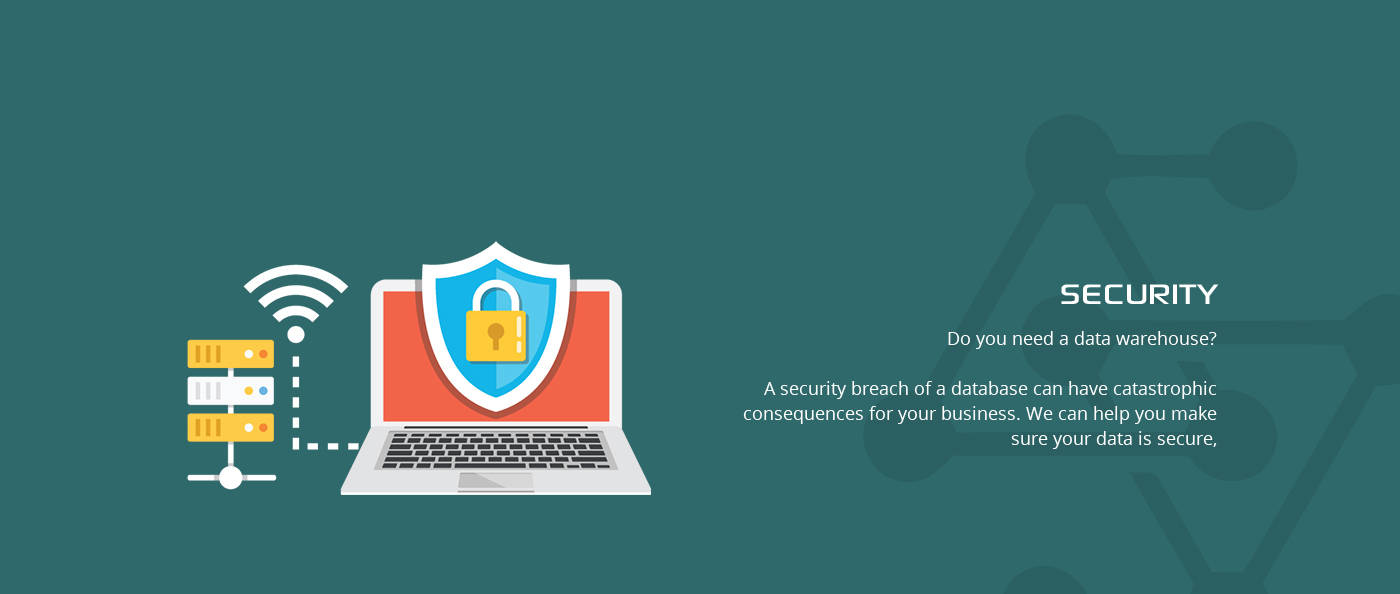 SECURITY
Do you need a data warehouse?
A security breach of a database can have catastrophic
consequences for your business. We can help you make
sure your data is secure,